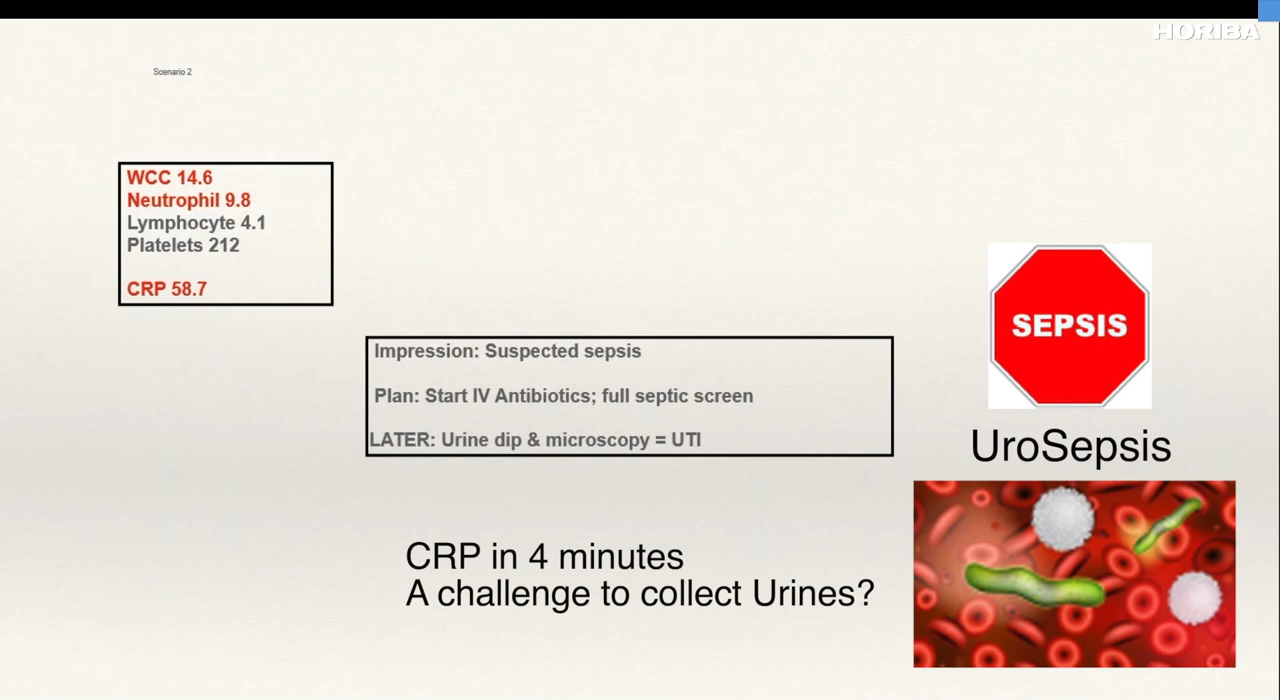 HORIBA
Scenario 2
WCC 14.6
Neutrophil 9.8
Lymphocyte 4.1
Platelets 212
CRP 58.7
Impression: Suspected sepsis
Plan: Start IV Antibiotics; full septic screen
LATER: Urine dip & microscopy = UTI
SEPSIS
UroSepsis
CRP in 4 minutes
A challenge to collect Urines?